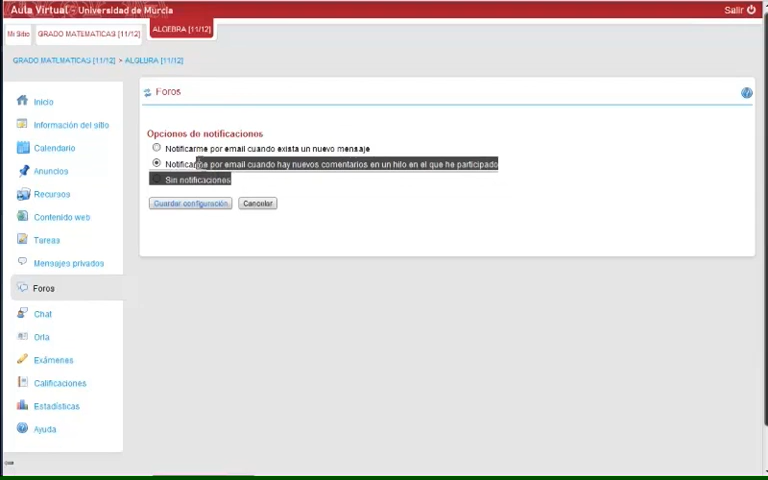 Aula Virtual - Universidad de Murcia
Salir
Mi Sitio
GRADO MATEMATICAS [11/12]
ALGEBRA [11/12]
GRADO MATEMATICAS [11/12] > ALGEBRA [11/12]
Inicio
Información del sitio
Calendario
Anuncios
Recursos
Contenido web
Tareas
Mensajes privados
Foros
Chat
Orla
Exámenes
Calificaciones
Estadísticas
Ayuda
Foros
Opciones de notificaciones
Notificarme por email cuando exista un nuevo mensaje
Notificarme por email cuando hay nuevos comentarios en un hilo en el que he participado
Sin notificaciones
Guardar configuración
Cancelar